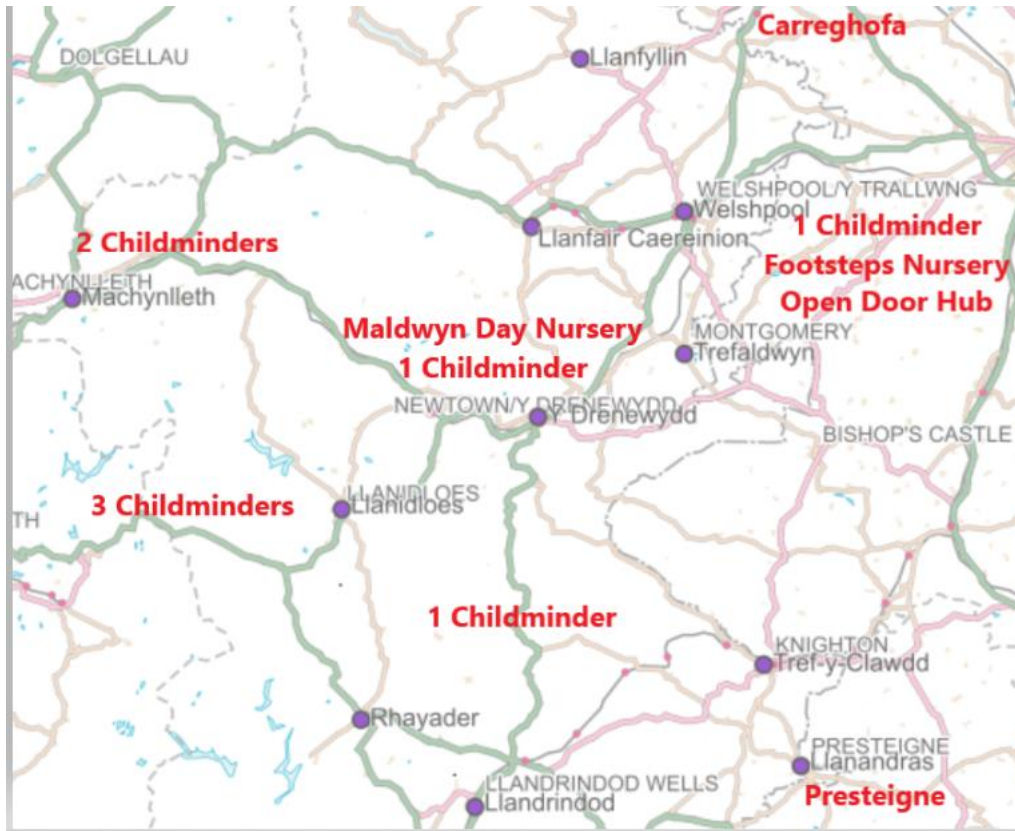 Carreghofa
DOLGELLAU
Llanfyllin
WELSHPOOL/Y TRALLWNG
Welshpool
1 Childminder
Llanfair Caereinion
2 Childminders
Footsteps Nursery
ACHYNLLETH
Machynlleth
Open Door Hub
Maldwyn Day Nursery
MONTGOMERY
Trefaldwyn
1 Childminder
NEWTOWN/Y DRENEWYDD
Y Drenewydd
BISHOP'S CASTLE
LLANIDLOES
Llanidloes
3 Childminders
TH
1 Childminder
KNIGHTON
Tref-y-Clawdd
Rhayader
PRESTEIGNE
Llanandras
LLANDRINDOD WELLS
Presteigne
Llandrindod